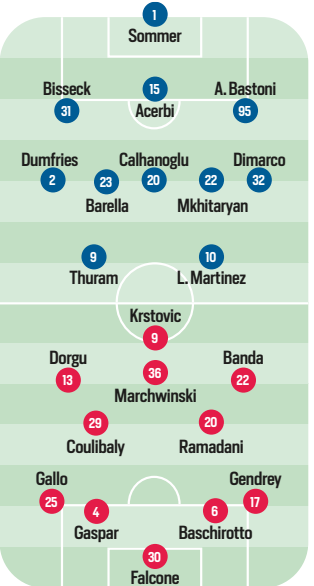 1
Sommer
Bisseck
15
A. Bastoni
31
Acerbi
95
Dumfries
Calhanoglu
Dimarco
2
23
20
22
32
Barella
Mkhitaryan
9
10
Thuram
L. Martinez
Krstovic
9
Dorgu
Banda
13
36
22
Marchwinski
29
20
Coulibaly
Ramadani
Gallo
Gendrey
25
4
6
17
Gaspar
Baschirotto
30
Falcone